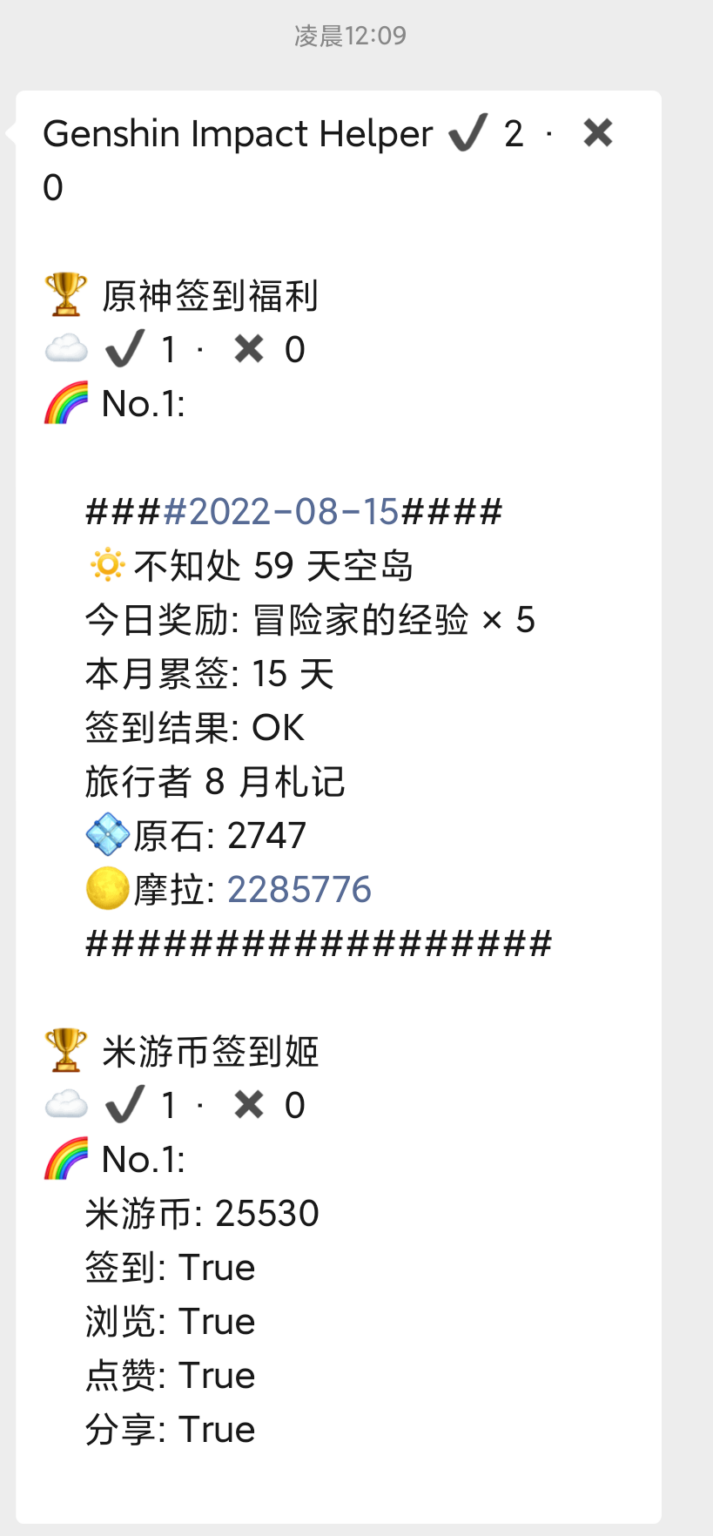 凌晨12:09
Genshin Impact Helper ✔ 2 · ✖
0
🏆 原神签到福利
☁️ ✔ 1 · ✖ 0
🌈 No.1:
####2022-08-15####
🔅不知处 59 天空岛
今日奖励: 冒险家的经验 × 5
本月累签: 15 天
签到结果: OK
旅行者 8 月札记
💠原石: 2747
🌕摩拉: 2285776
##################
🏆 米游币签到姬
☁️ ✔ 1 · ✖ 0
🌈 No.1:
米游币: 25530
签到: True
浏览: True
点赞: True
分享: True